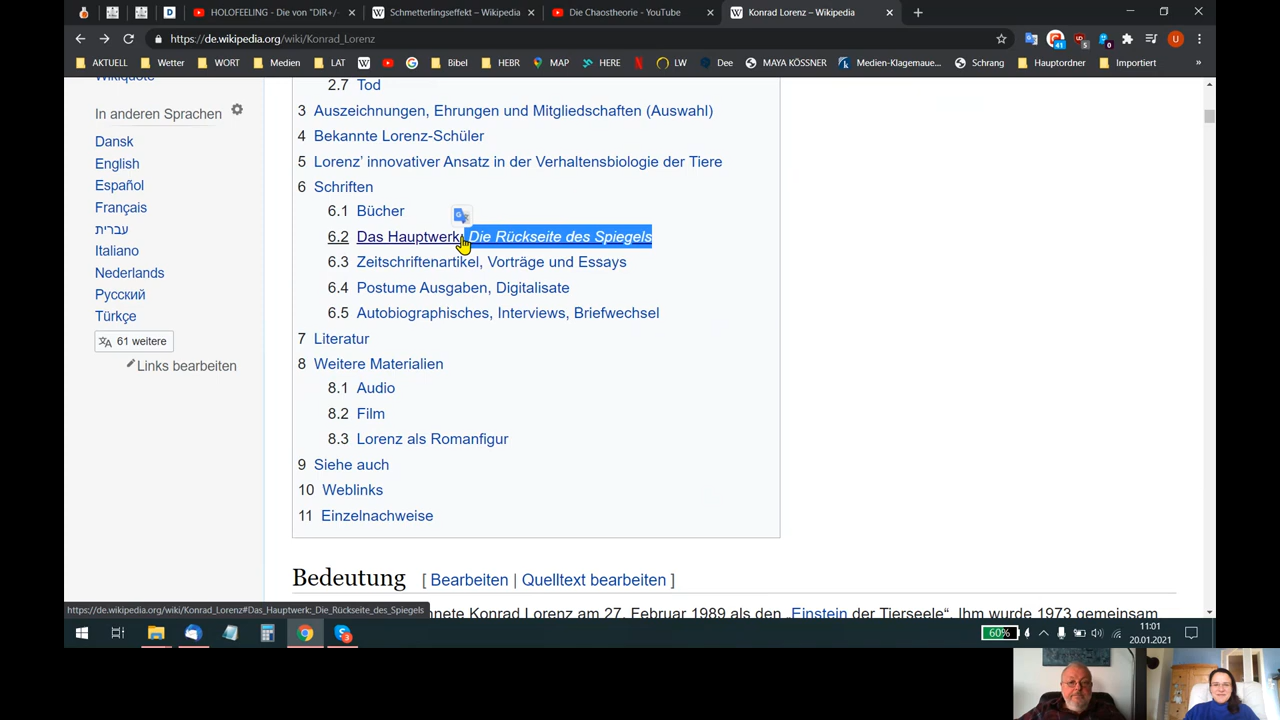 HOLOFEELING - Die von "DIR+/-
Schmetterlingseffekt – Wikipedia
Die Chaostheorie - YouTube
Konrad Lorenz – Wikipedia
https://de.wikipedia.org/wiki/Konrad_Lorenz
41
5
0
U
AKTUELL
Wetter
WORT
Medien
LAT
Bibel
HEBR
MAP
HERE
LW
Dee
MAYA KÖSSNER
Medien-Klagemaue...
Schrang
Hauptordner
Importiert
»
Wikiquote
In anderen Sprachen
Dansk
English
Español
Français
עברית
Italiano
Nederlands
Русский
Türkçe
61 weitere
Links bearbeiten
2.7 Tod
3 Auszeichnungen, Ehrungen und Mitgliedschaften (Auswahl)
4 Bekannte Lorenz-Schüler
5 Lorenz’ innovativer Ansatz in der Verhaltensbiologie der Tiere
6 Schriften
6.1 Bücher
6.2 Das Hauptwerk: Die Rückseite des Spiegels
6.3 Zeitschriftenartikel, Vorträge und Essays
6.4 Postume Ausgaben, Digitalisate
6.5 Autobiographisches, Interviews, Briefwechsel
7 Literatur
8 Weitere Materialien
8.1 Audio
8.2 Film
8.3 Lorenz als Romanfigur
9 Siehe auch
10 Weblinks
11 Einzelnachweise
Bedeutung [ Bearbeiten | Quelltext bearbeiten ]
nete Konrad Lorenz am 27. Februar 1989 als den „Einstein der Tierseele“. Ihm wurde 1973 gemeinsam
https://de.wikipedia.org/wiki/Konrad_Lorenz#Das_Hauptwerk:_Die_Rückseite_des_Spiegels
60%
11:01
20.01.2021